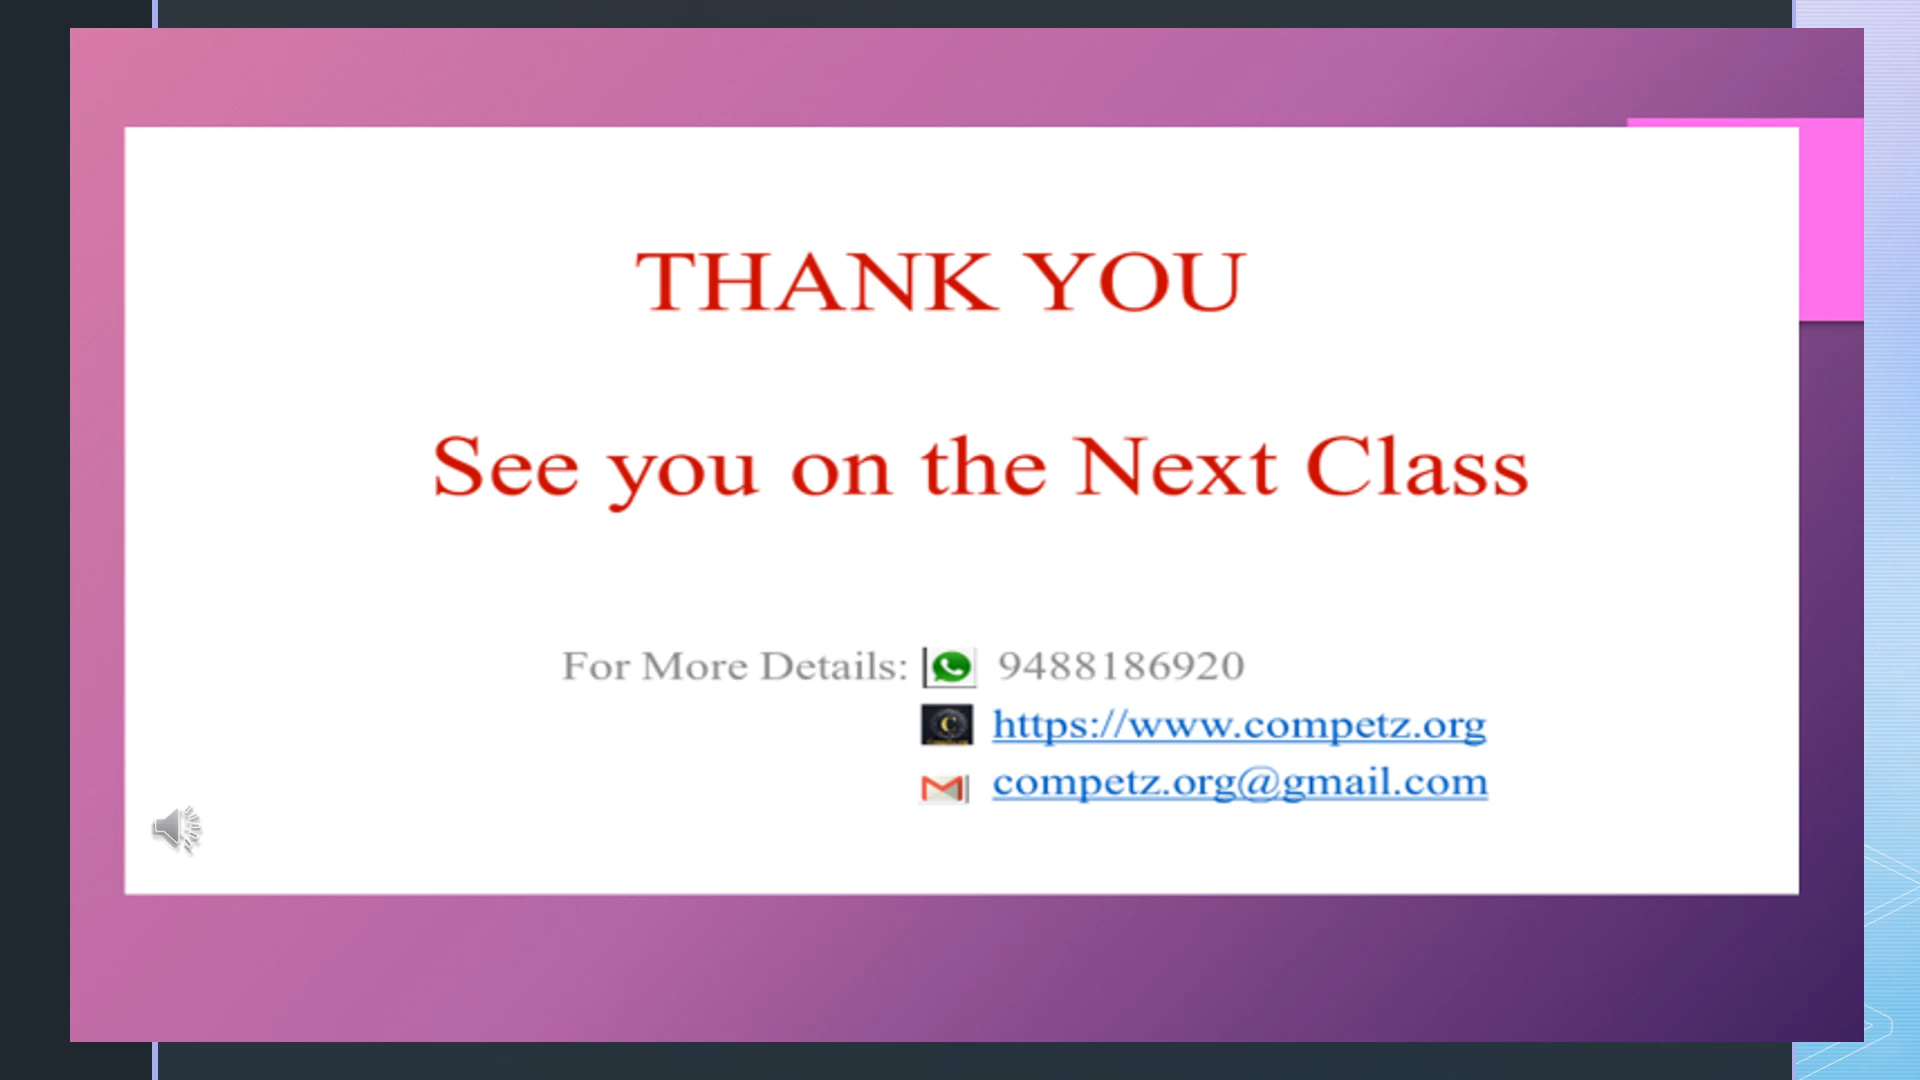 THANK YOU
See you on the Next Class
For More Details: 9488186920
C
https://www.competz.org
competz.org@gmail.com